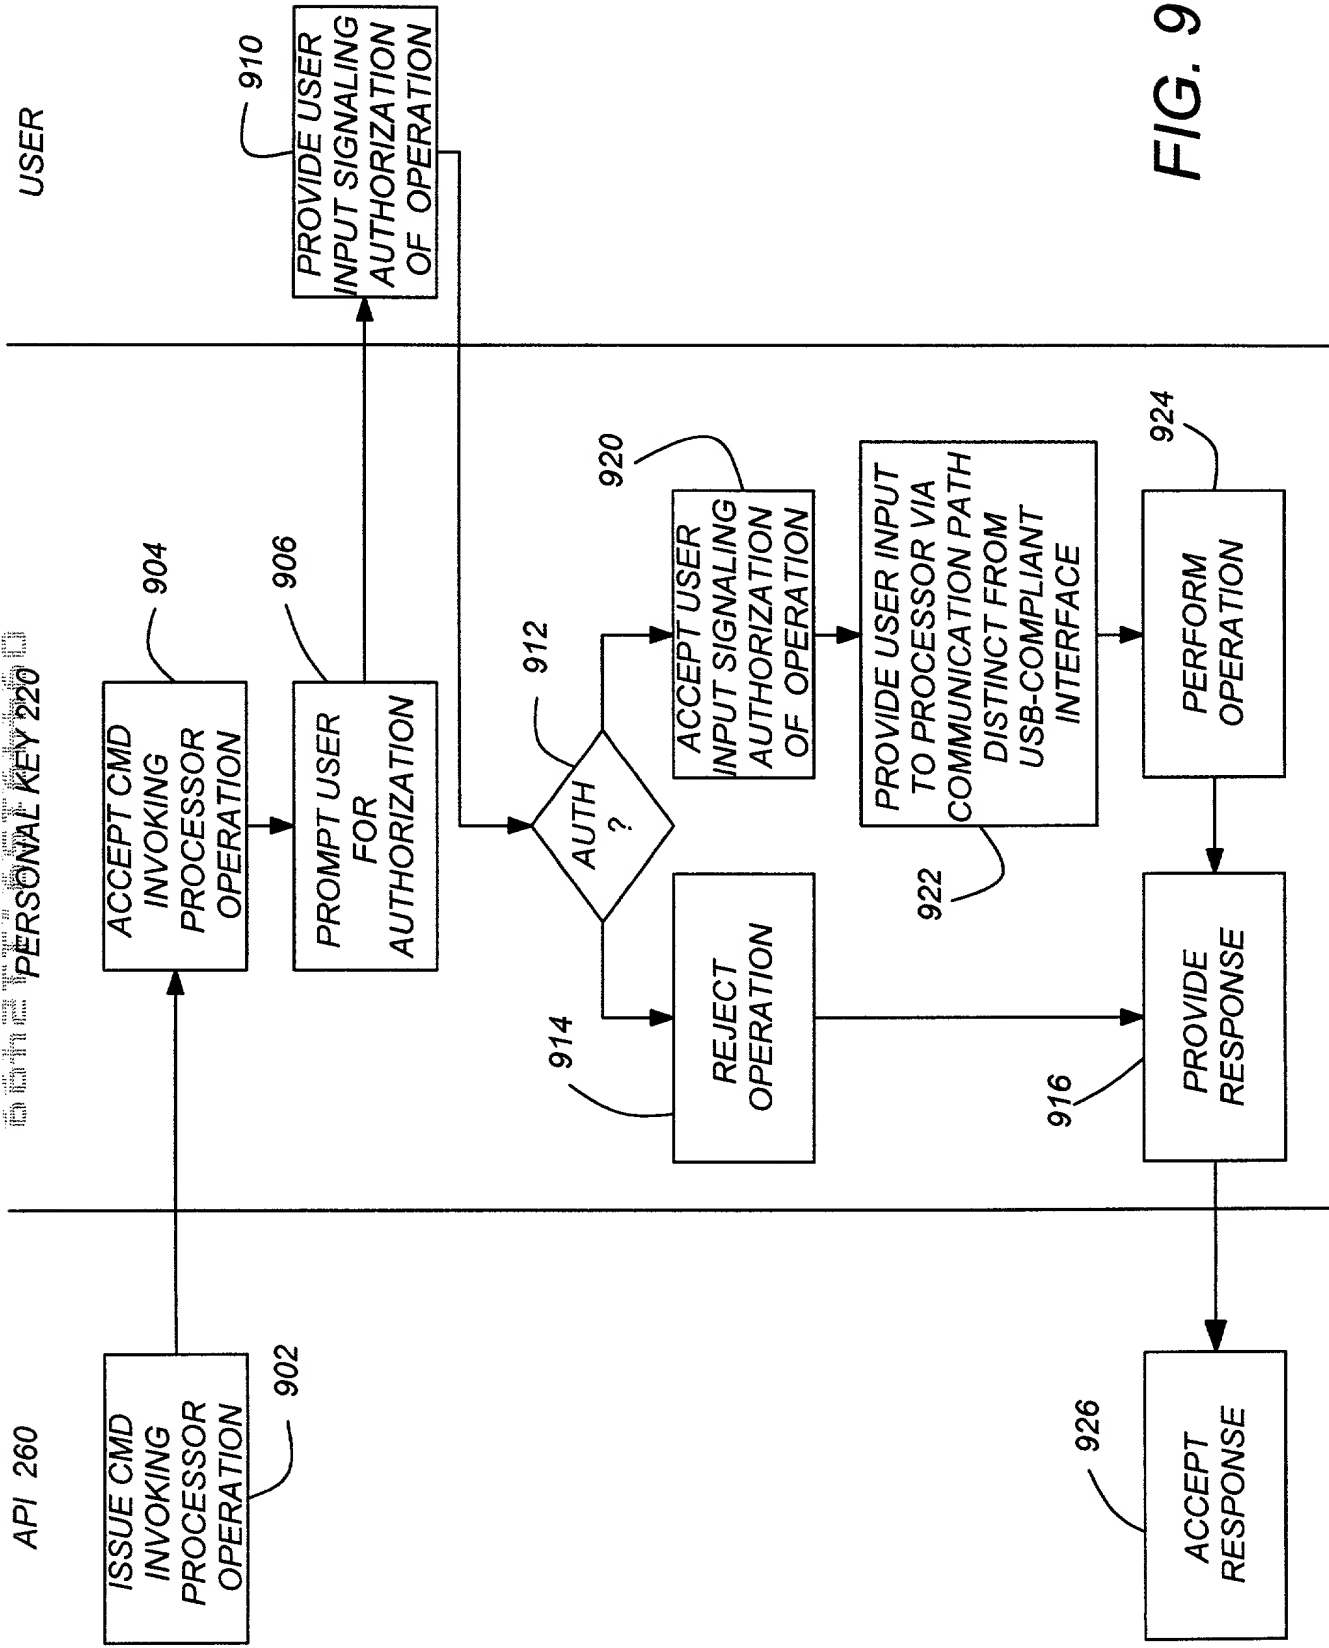 API 260
PERSONAL KEY 220
USER
ISSUE CMD
INVOKING
PROCESSOR
OPERATION
902
ACCEPT CMD
INVOKING
PROCESSOR
OPERATION
904
PROMPT USER
FOR
AUTHORIZATION
906
PROVIDE USER
INPUT SIGNALING
AUTHORIZATION
OF OPERATION
910
AUTH
?
912
REJECT
OPERATION
914
ACCEPT USER
INPUT SIGNALING
AUTHORIZATION
OF OPERATION
920
PROVIDE USER INPUT
TO PROCESSOR VIA
COMMUNICATION PATH
DISTINCT FROM
USB-COMPLIANT
INTERFACE
922
PERFORM
OPERATION
924
PROVIDE
RESPONSE
916
ACCEPT
RESPONSE
926
FIG. 9